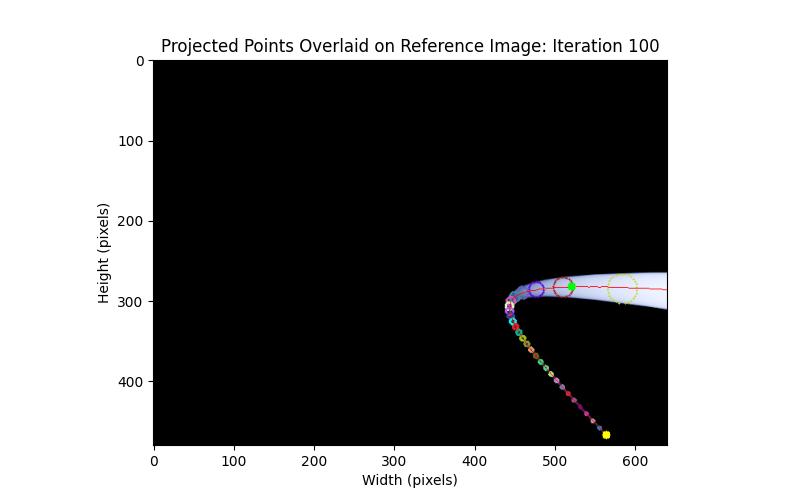 Projected Points Overlaid on Reference Image: Iteration 100
0
100
200
300
400
Height (pixels)
0 100 200 300 400 500 600
Width (pixels)